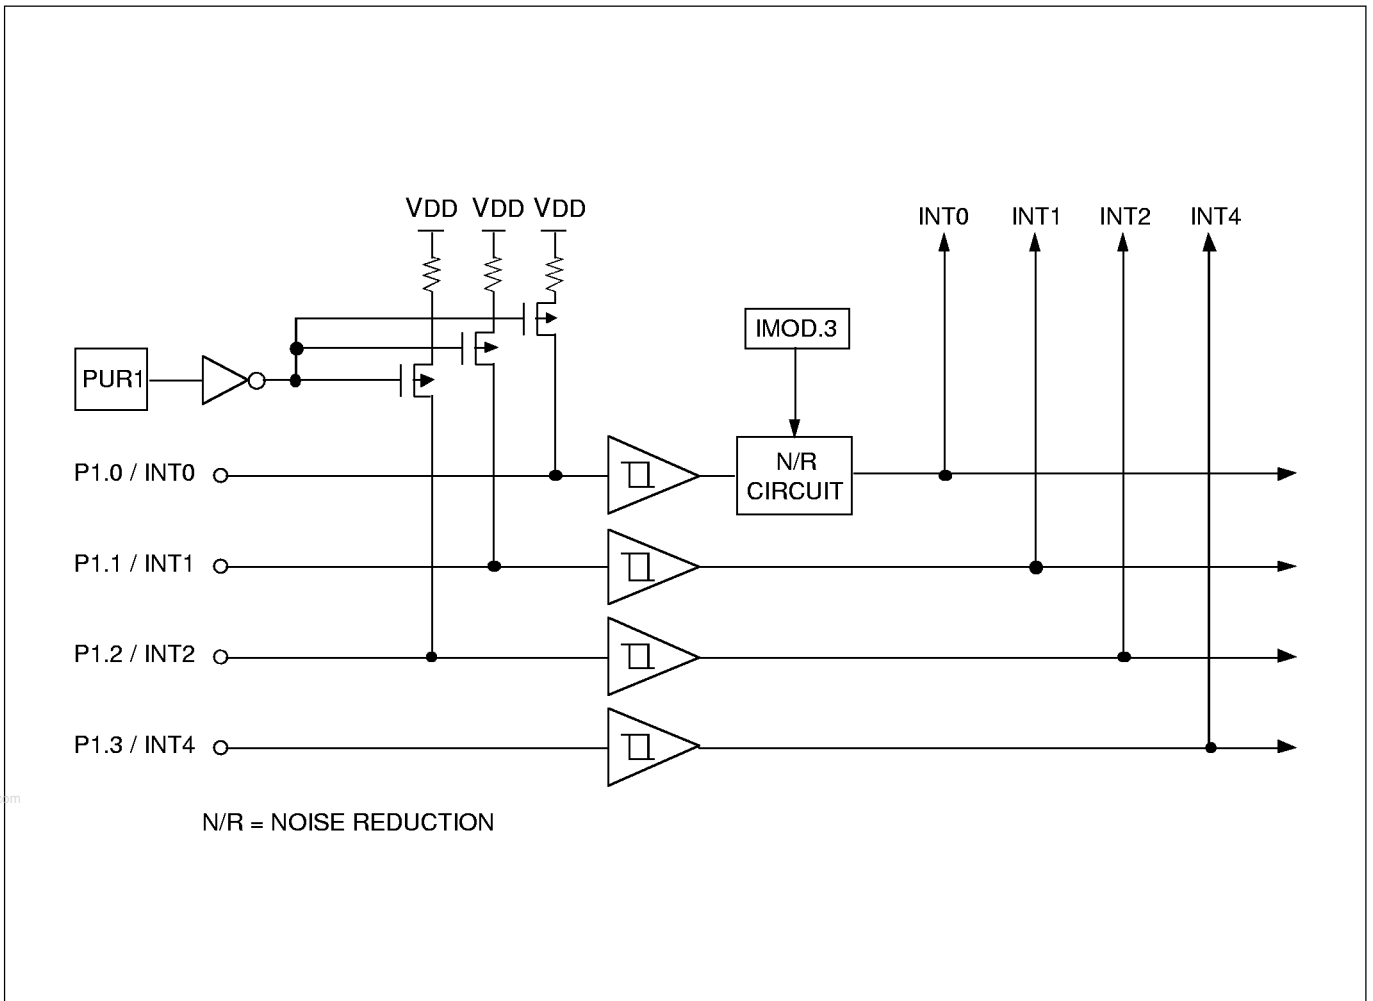 VDD VDD VDD
INT0 INT1 INT2 INT4
IMOD.3
PUR1
P1.0 / INT0
N/R
CIRCUIT
P1.1 / INT1
P1.2 / INT2
P1.3 / INT4
com
N/R = NOISE REDUCTION